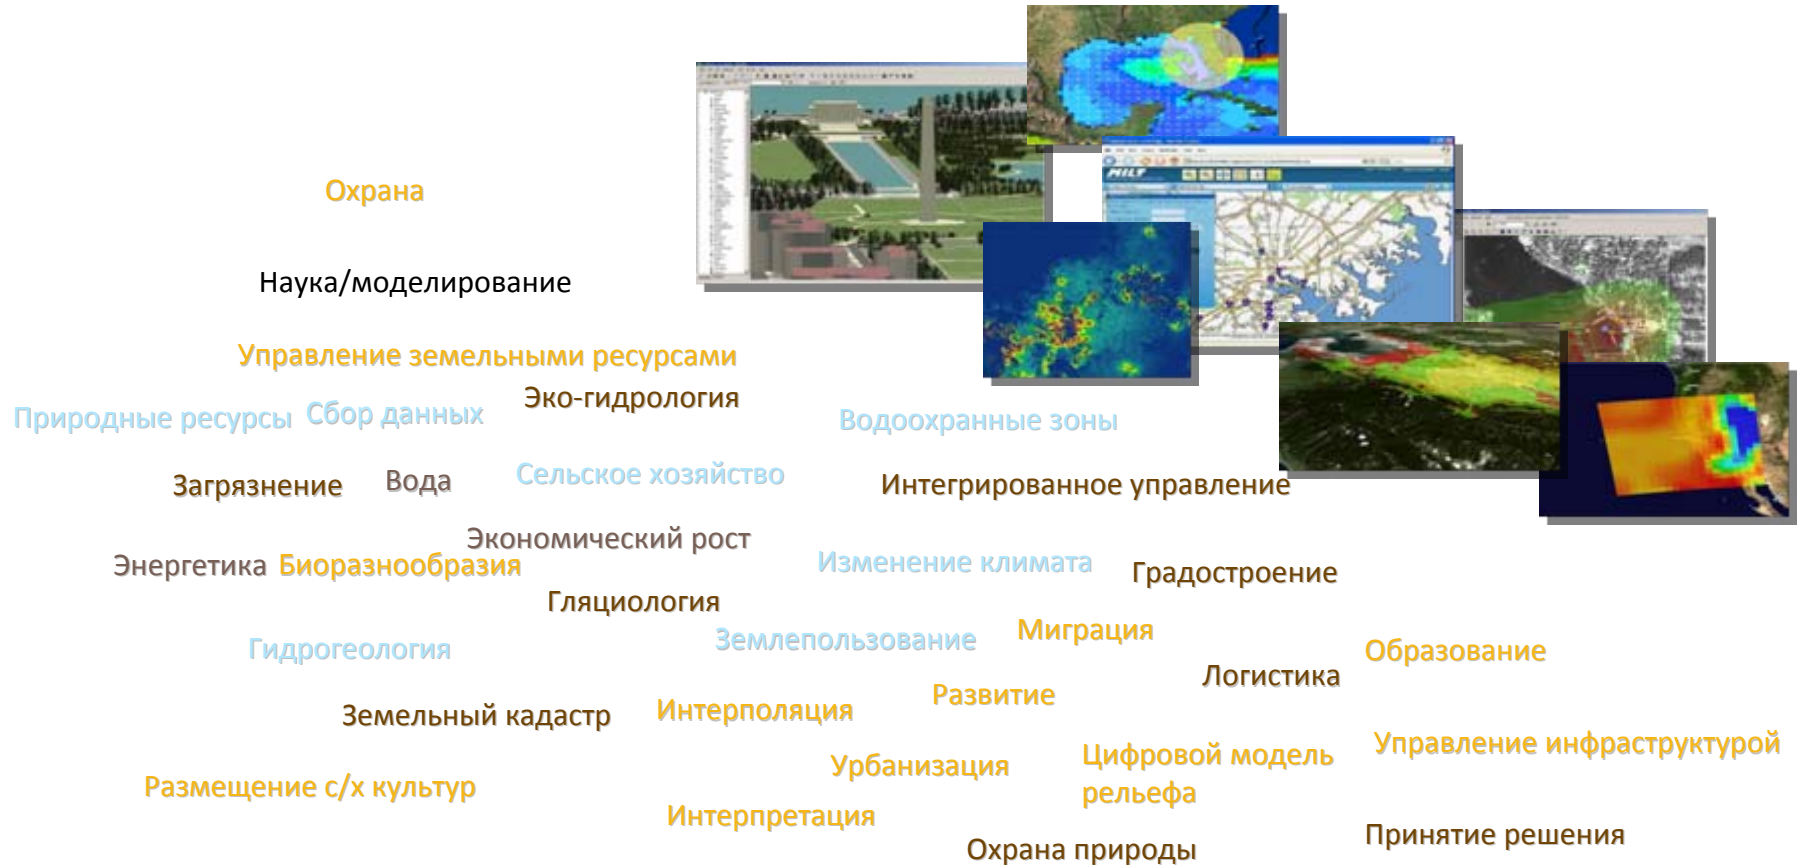 MILT
Охрана
Наука/моделирование
Управление земельными ресурсами
Эко-гидрология
Природные ресурсы
Сбор данных
Водоохранные зоны
Загрязнение
Вода
Сельское хозяйство
Интегрированное управление
Экономический рост
Энергетика
Биоразнообразия
Изменение климата
Градостроение
Гляциология
Гидрогеология
Землепользование
Миграция
Образование
Логистика
Земельный кадастр
Интерполяция
Развитие
Управление инфраструктурой
Урбанизация
Цифровой модель
рельефа
Размещение с/х культур
Интерпретация
Принятие решения
Охрана природы